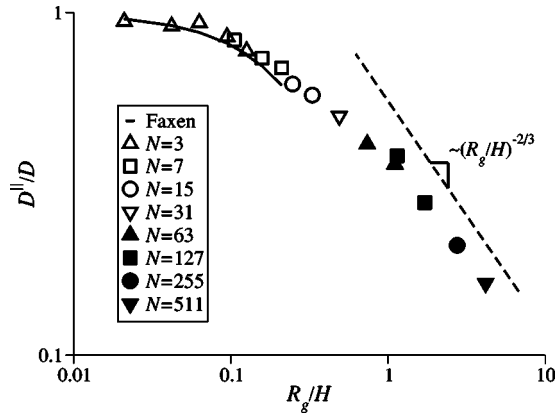 1
0.1
D||/D
0.01
0.1
1
10
Rg/H
– Faxen
N=3
N=7
N=15
N=31
N=63
N=127
N=255
N=511
~(Rg/H)-2/3